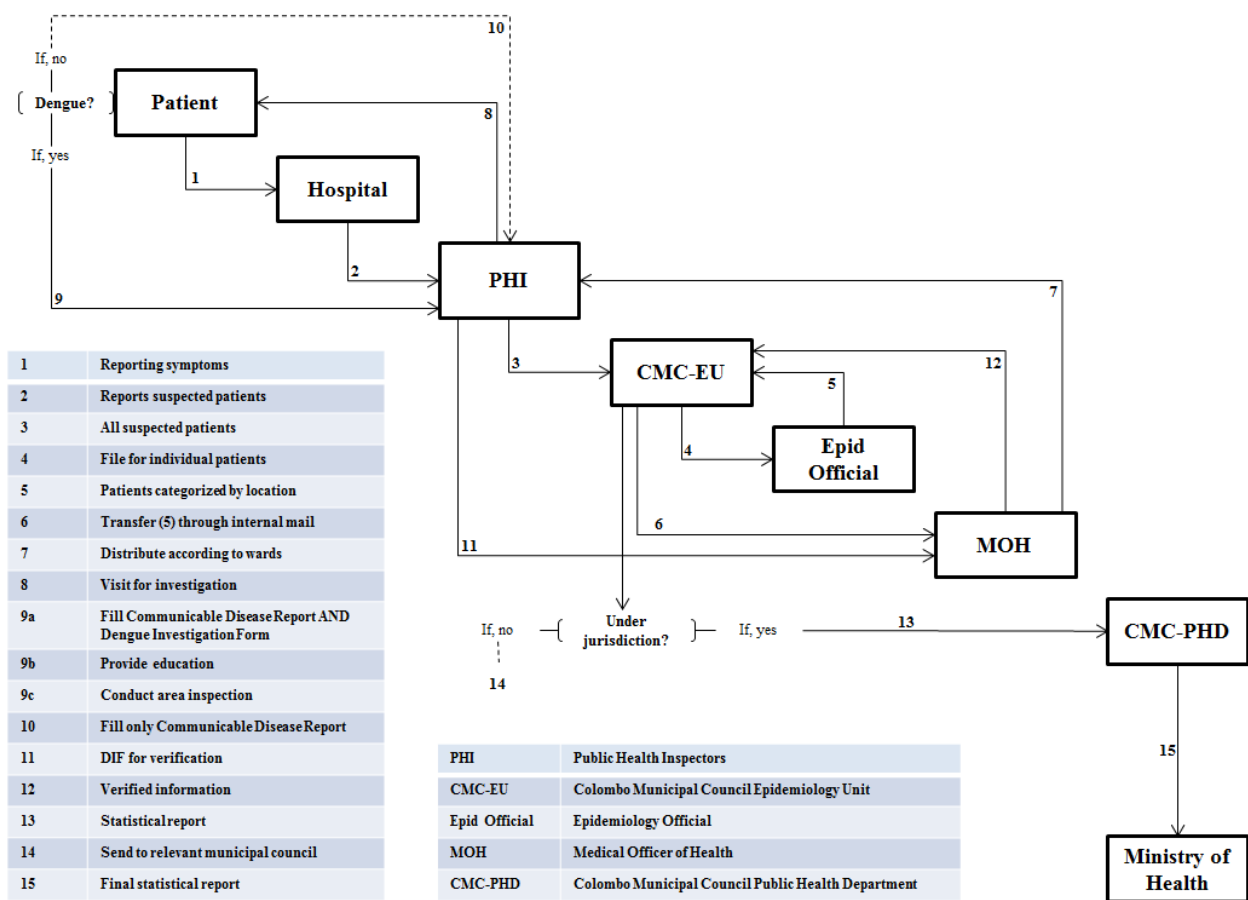 10
If, no
Dengue?
Patient
8
If, yes
1
Hospital
PHI
2
9
7
3
CMC-EU
12
5
4
Epid
Official
6
11
MOH
Under
jurisdiction?
If, no
If, yes
13
CMC-PHD
14
15
Ministry of
Health
1 Reporting symptoms
2 Reports suspected patients
3 All suspected patients
4 File for individual patients
5 Patients categorized by location
6 Transfer (5) through internal mail
7 Distribute according to wards
8 Visit for investigation
9a Fill Communicable Disease Report AND
Dengue Investigation Form
9b Provide education
9c Conduct area inspection
10 Fill only Communicable Disease Report
11 DIF for verification
12 Verified information
13 Statistical report
14 Send to relevant municipal council
15 Final statistical report
PHI Public Health Inspectors
CMC-EU Colombo Municipal Council Epidemiology Unit
Epid Official Epidemiology Official
MOH Medical Officer of Health
CMC-PHD Colombo Municipal Council Public Health Department